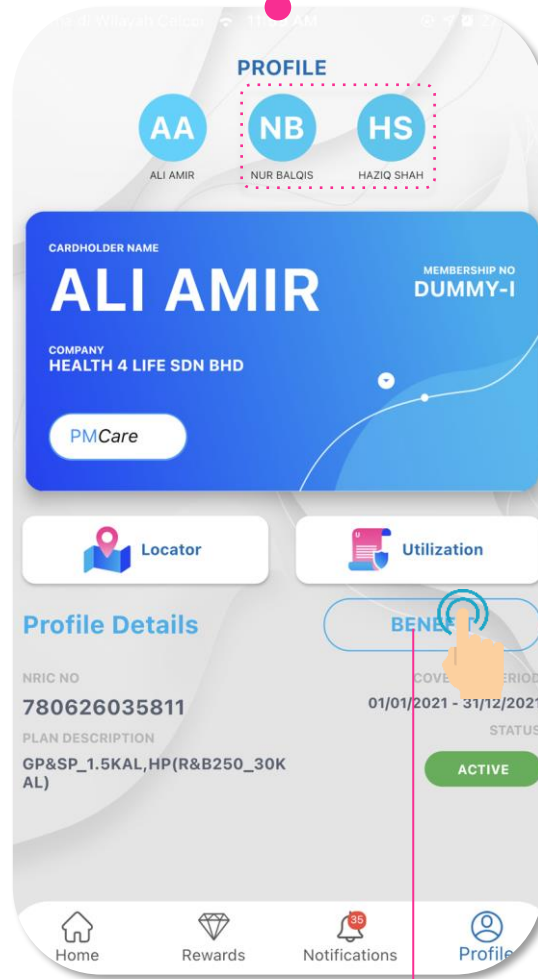 PROFILE
AA
NB
HS
ALI AMIR
NUR BALQIS
HAZIQ SHAH
CARDHOLDER NAME
ALI AMIR
MEMBERSHIP NO
DUMMY-I
COMPANY
HEALTH 4 LIFE SDN BHD
PMCare
Locator
Utilization
Profile Details
NRIC NO
780626035811
01/01/2021 - 31/12/2021
PLAN DESCRIPTION
STATUS
GP&SP_1.5KAL,HP(R&B250_30K
AL)
ACTIVE
35
Home
Rewards
Notifications
Profile